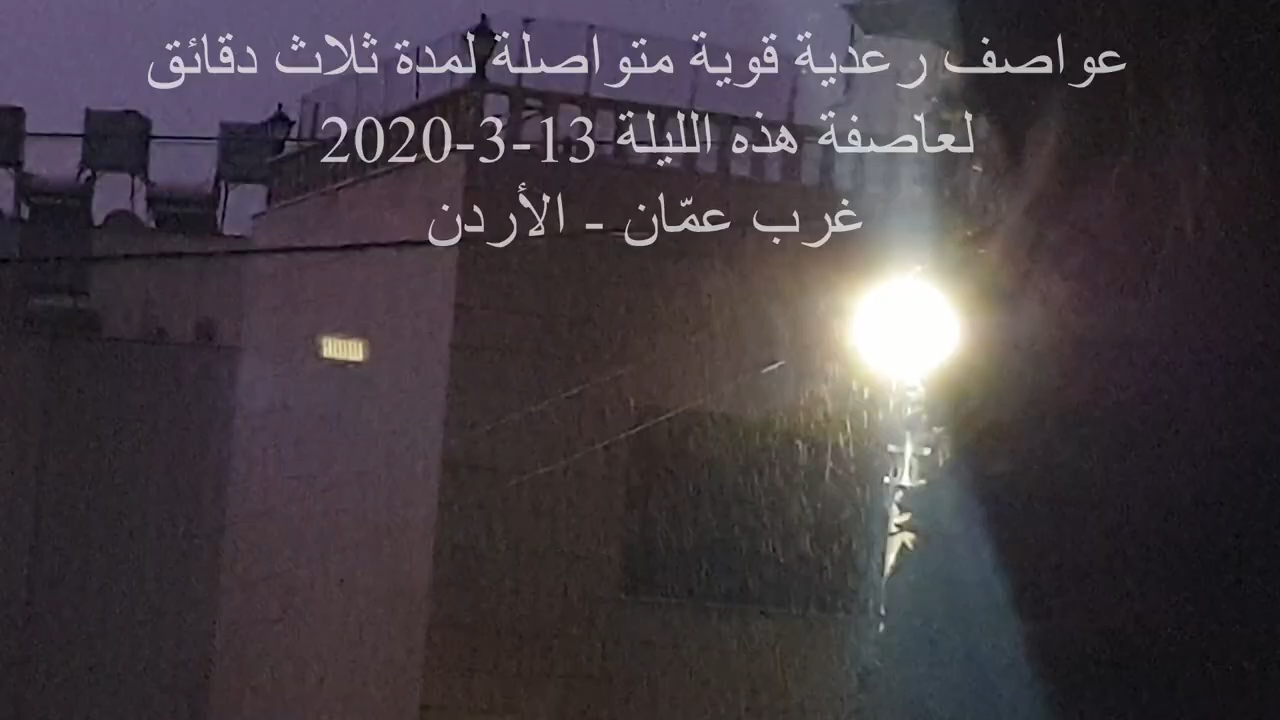 عواصف رعدية قوية متواصلة لمدة ثلاث دقائق
لعاصفة هذه الليلة 13-3-2020
غرب عمّان - الأردن